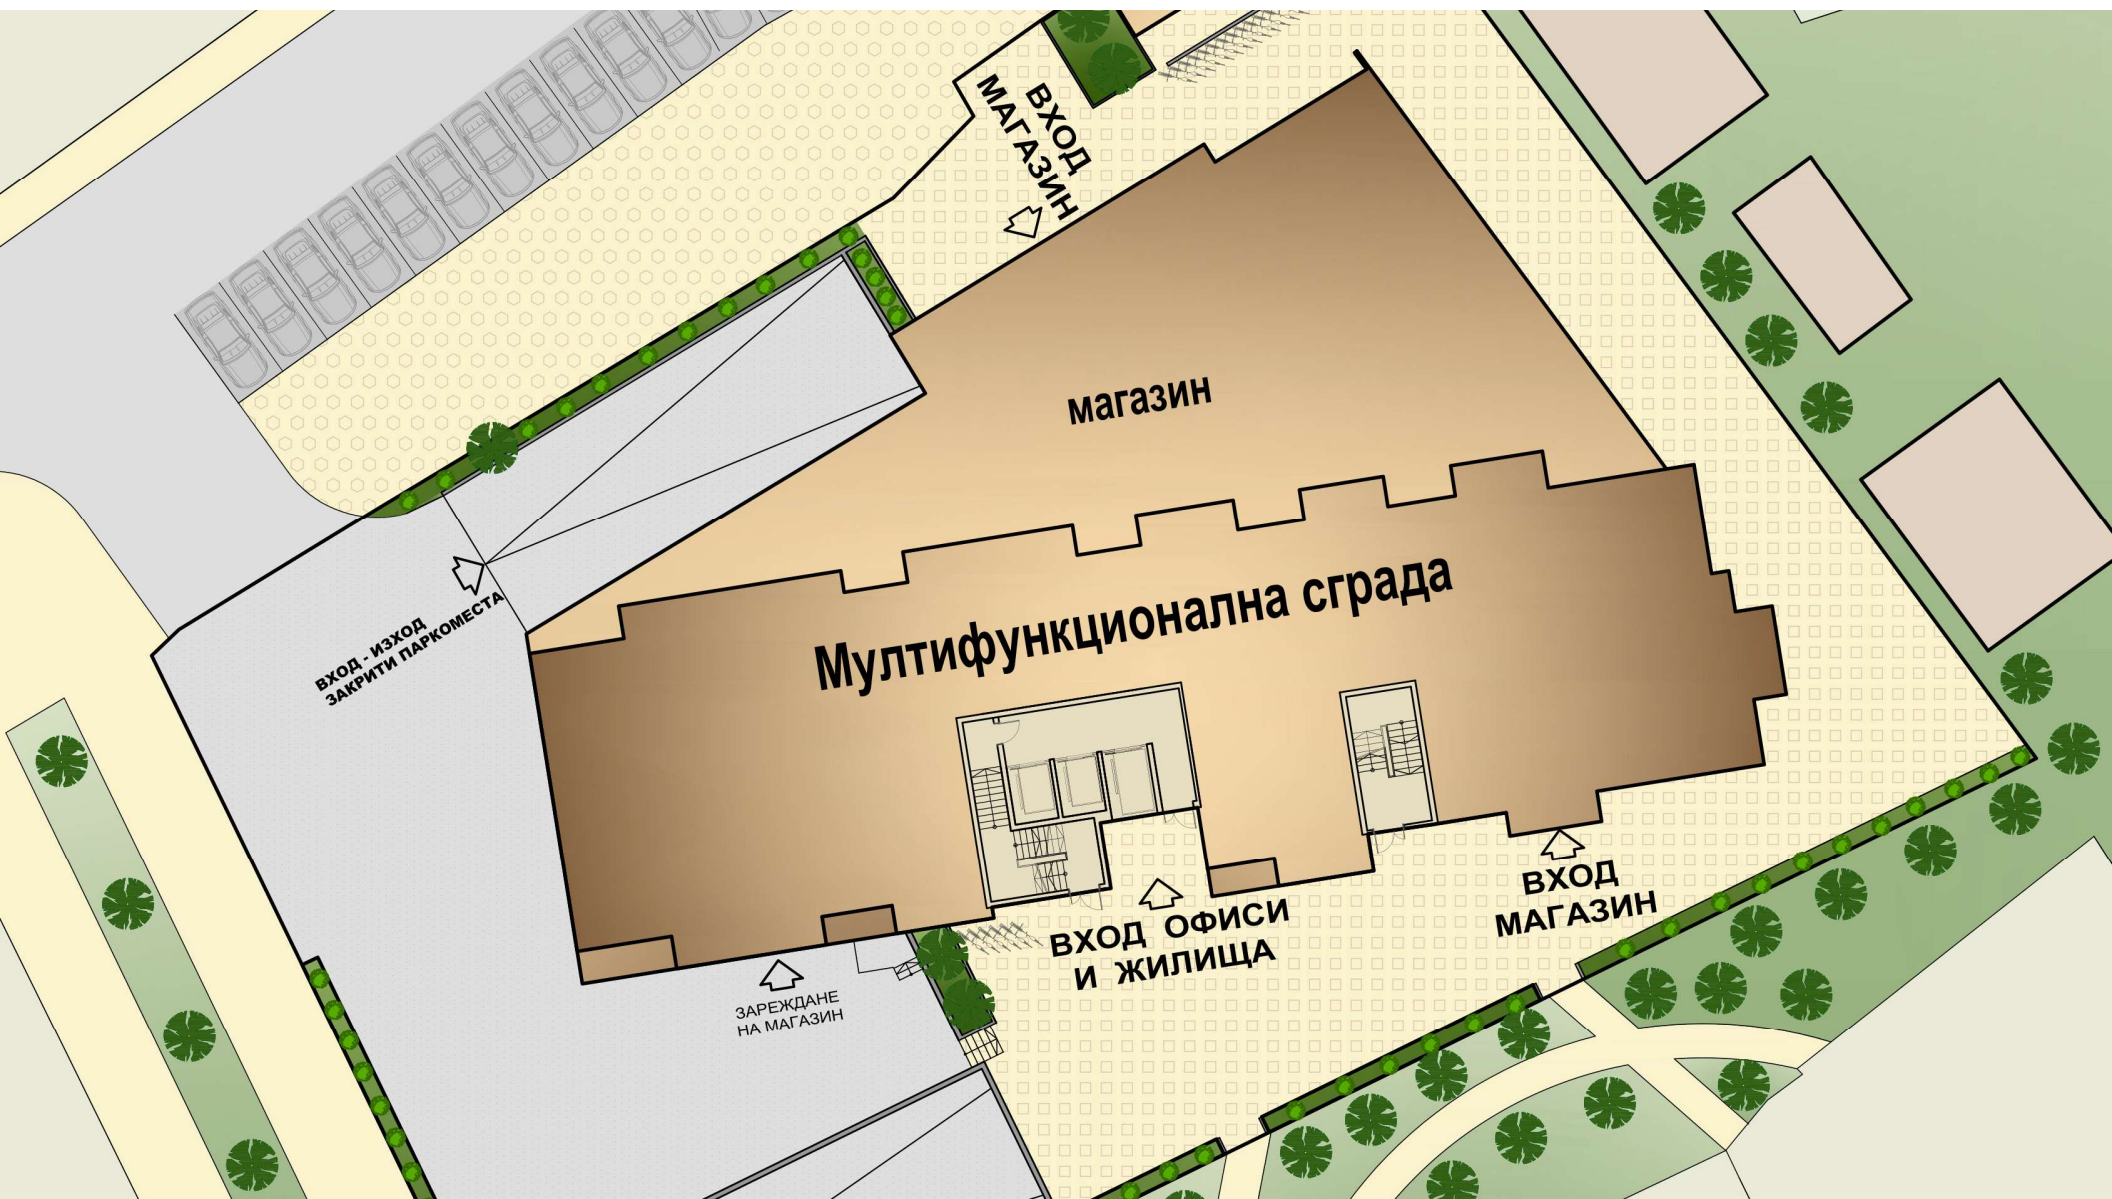 ВХОД
МАГАЗИН
магазин
Мултифункционална сграда
ВХОД - ИЗХОД
ЗАКРИТИ ПАРКОМЕСТА
ВХОД
МАГАЗИН
ВХОД ОФИСИ
И ЖИЛИЩА
ЗАРЕЖДАНЕ
НА МАГАЗИН